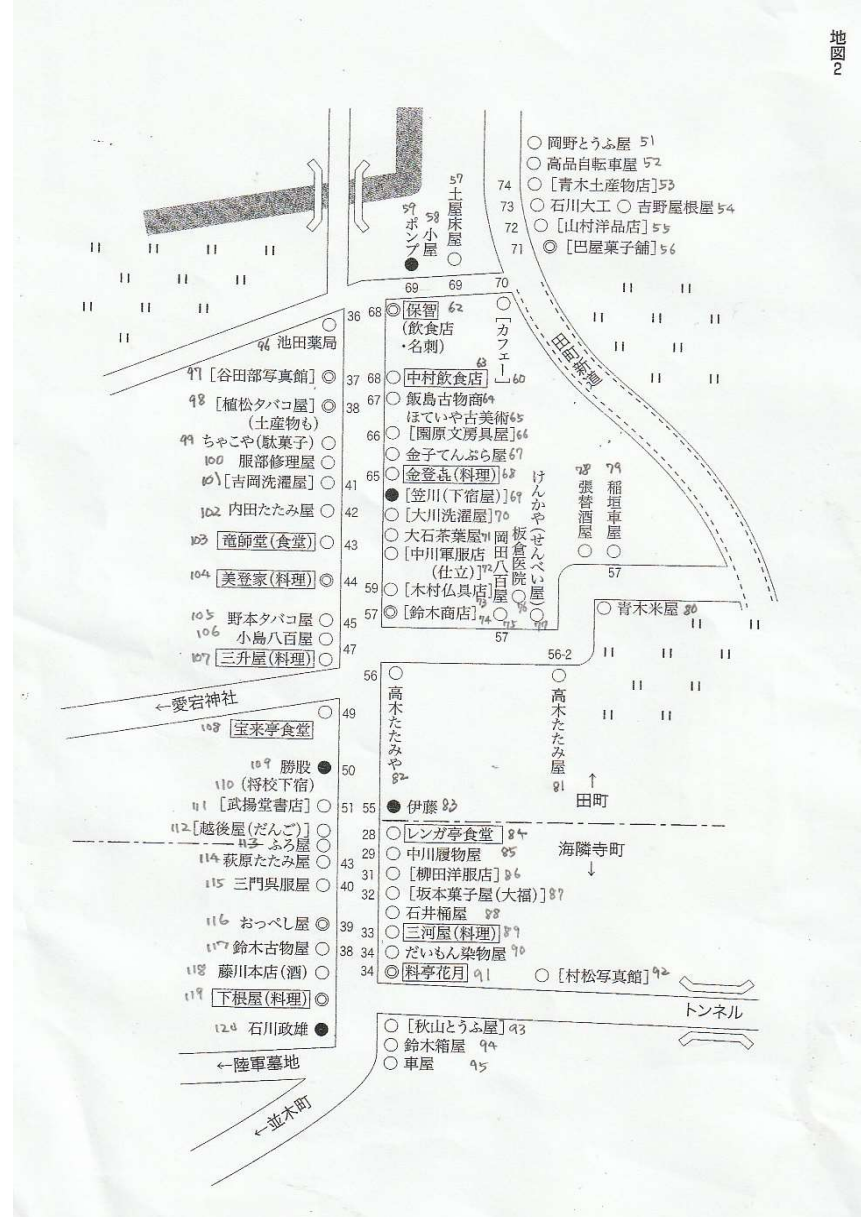 地図2
岡野とうふ屋 51
高品自転車屋 52
74 [青木土産物店] 53
73 石川大工 吉野屋根屋 54
72 [山村洋品店] 55
71 [巴屋菓子舗] 56
57 土屋床屋
58 小屋
59 ポンプ
69 69 70
田町新道
36 68 保智 62
(飲食店
・名刺)
[カフェー] 60
63
68 中村飲食店
67 飯島古物商 64
ほていや古美術 65
66 [園原文房具屋] 66
金子てんぷら屋 67
65 金登㐂(料理) 68
[笠川(下宿屋)] 69
[大川洗濯屋] 70
大石茶葉屋 71
[中川軍服店
(仕立)] 72
59 [木村仏具店] 73
57 [鈴木商店] 74
岡田八百屋 75
板倉医院 76
けんかや(せんべい屋) 77
78 張替酒屋
79 稲垣車屋
57
57
青木米屋 80
56-2
高木たたみ屋 81
56
高木たたみや 82
↑
田町
55 伊藤 83
28 レンガ亭食堂 84
29 中川履物屋 85
海隣寺町
↓
31 [柳田洋服店] 86
32 [坂本菓子屋(大福)] 87
石井桶屋 88
33 三河屋(料理) 89
34 だいもん染物屋 90
34 料亭花月 91
[村松写真館] 92
トンネル
[秋山とうふ屋] 93
鈴木箱屋 94
車屋 95
96 池田薬局
97 [谷田部写真館] 37
98 [植松タバコ屋] 38
(土産物も)
99 ちゃこや(駄菓子)
100 服部修理屋
101 [吉岡洗濯屋] 41
102 内田たたみ屋 42
103 竜師堂(食堂) 43
104 美登家(料理) 44
105 野本タバコ屋 45
106 小島八百屋
47
107 三升屋(料理)
←愛宕神社
49
108 宝来亭食堂
109 勝股 50
110 (将校下宿)
111 [武揚堂書店] 51
112 [越後屋(だんご)]
113 ふろ屋
114 萩原たたみ屋 43
115 三門呉服屋 40
116 おっぺし屋 39
117 鈴木古物屋 38
118 藤川本店(酒)
119 下根屋(料理)
120 石川政雄
←陸軍墓地
←並木町